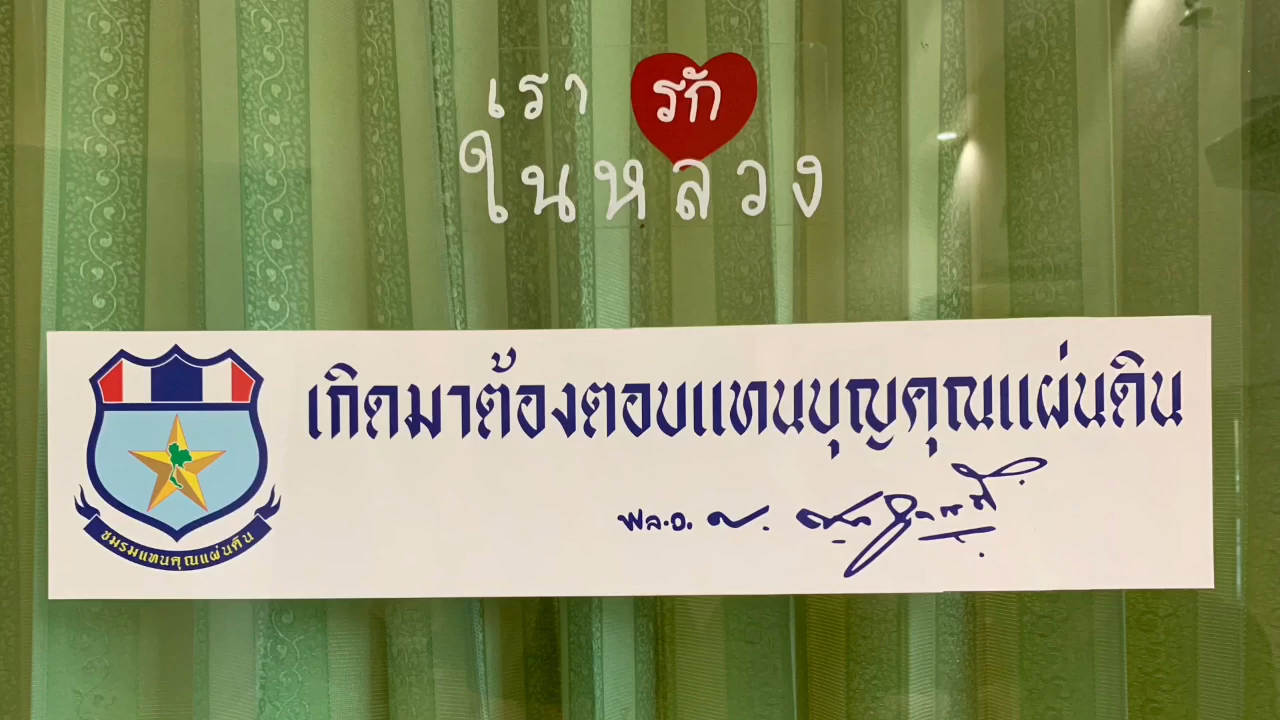 เรา รัก
ในหลวง
เกิดมาต้องตอบแทนบุญคุณแผ่นดิน
พล.อ. ป.
ชมรมแทนคุณแผ่นดิน